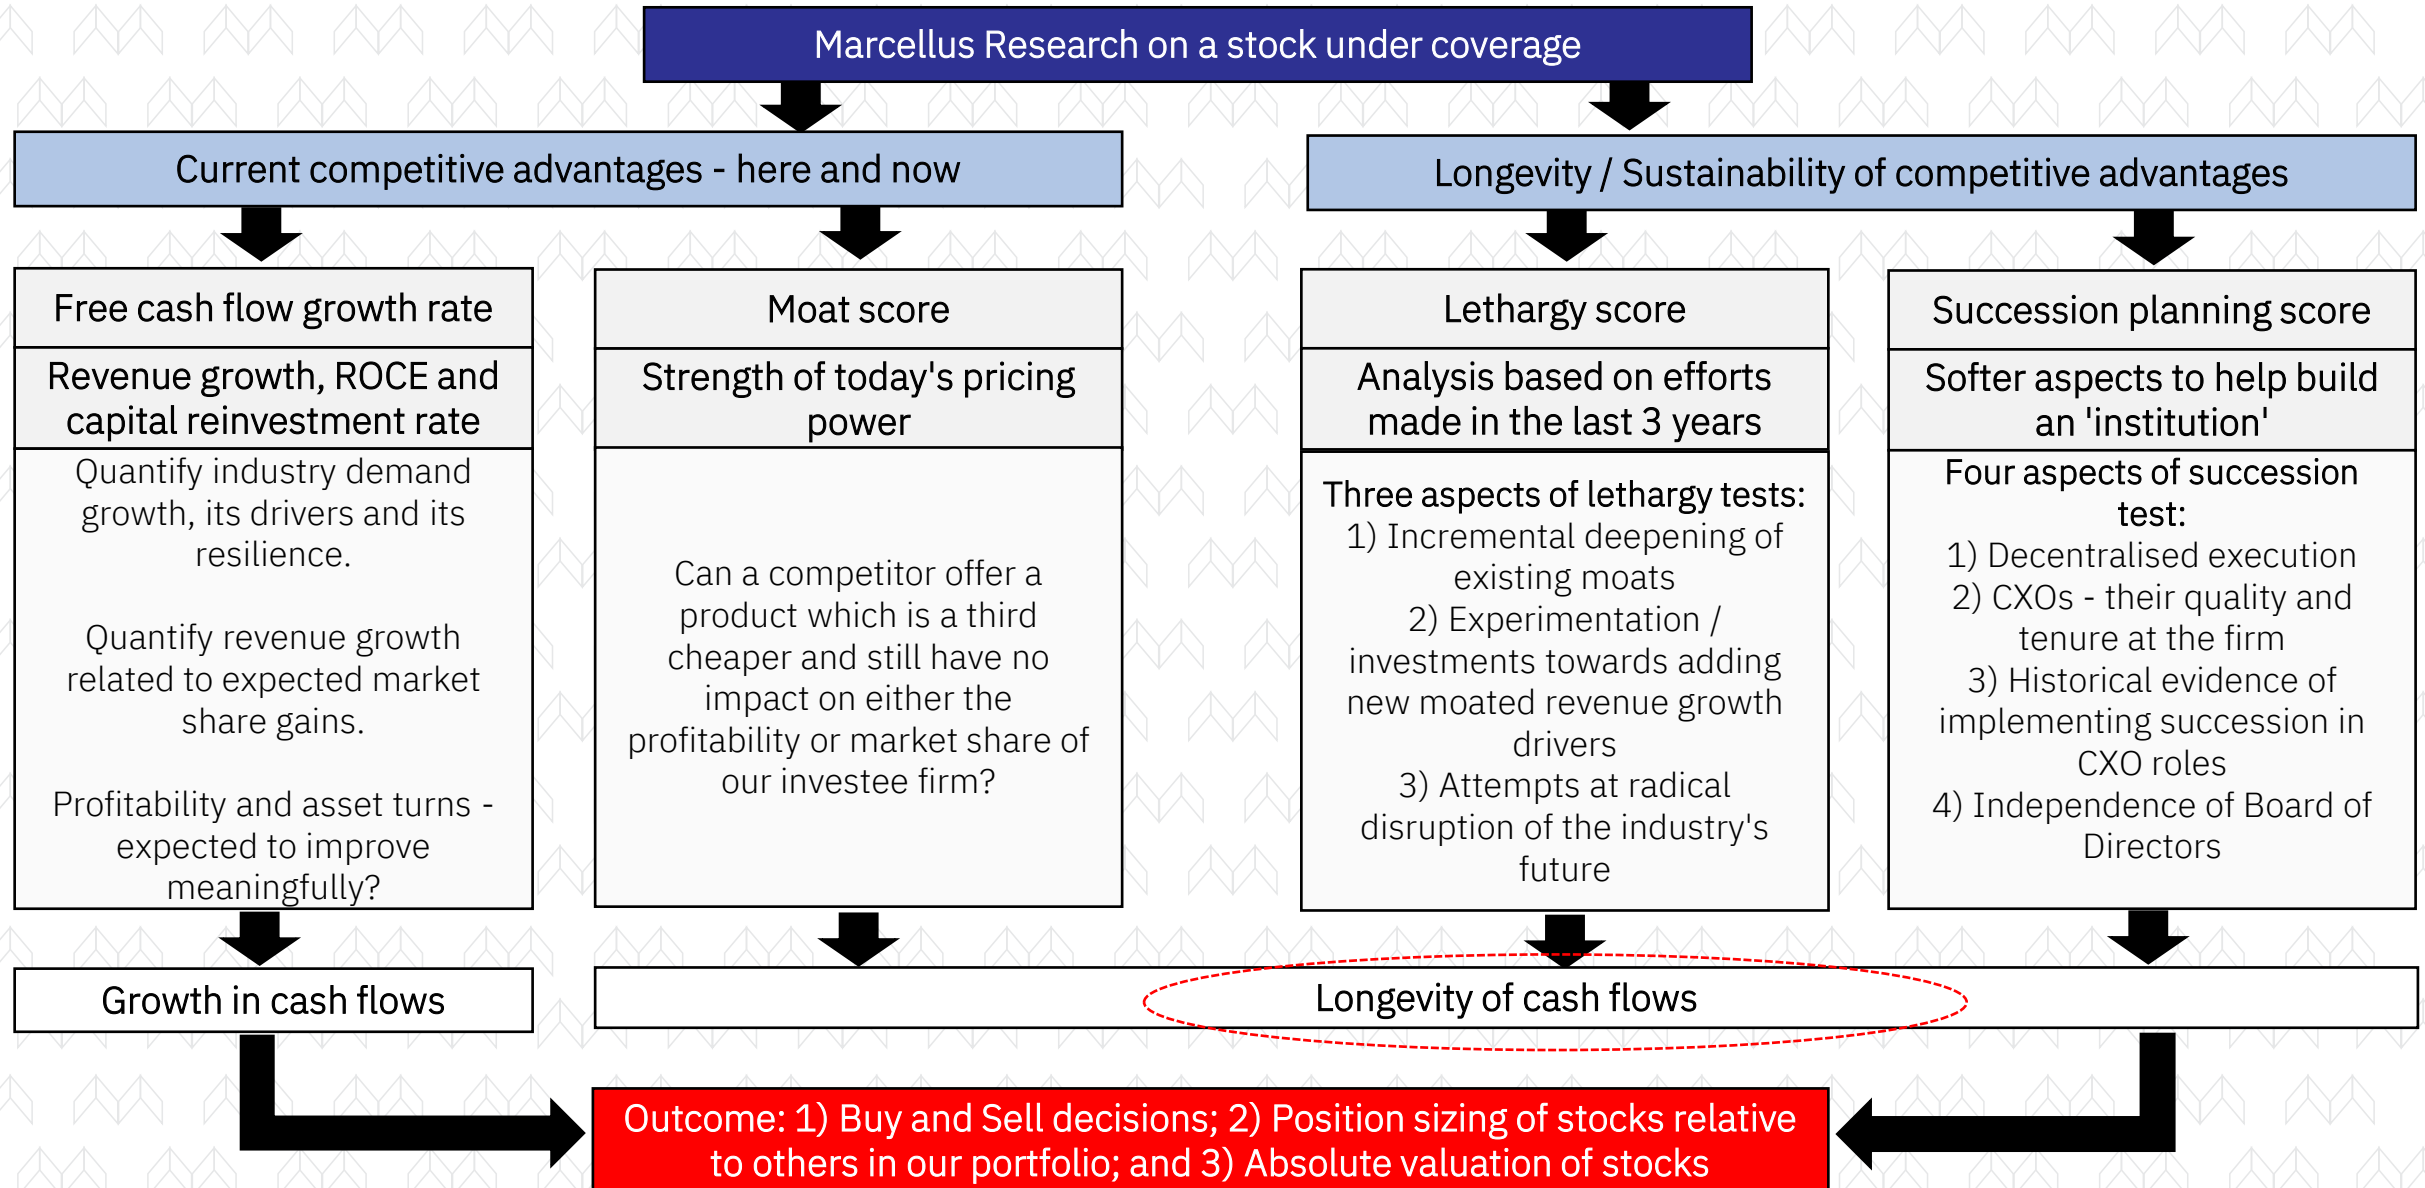 Marcellus Research on a stock under coverage
Current competitive advantages - here and now
Longevity / Sustainability of competitive advantages
Free cash flow growth rate
Revenue growth, ROCE and
capital reinvestment rate
Quantify industry demand
growth, its drivers and its
resilience.
Quantify revenue growth
related to expected market
share gains.
Profitability and asset turns -
expected to improve
meaningfully?
Moat score
Strength of today's pricing
power
Can a competitor offer a
product which is a third
cheaper and still have no
impact on either the
profitability or market share of
our investee firm?
Lethargy score
Analysis based on efforts
made in the last 3 years
Three aspects of lethargy tests:
1) Incremental deepening of
existing moats
2) Experimentation /
investments towards adding
new moated revenue growth
drivers
3) Attempts at radical
disruption of the industry's
future
Succession planning score
Softer aspects to help build
an 'institution'
Four aspects of succession
test:
1) Decentralised execution
2) CXOs - their quality and
tenure at the firm
3) Historical evidence of
implementing succession in
CXO roles
4) Independence of Board of
Directors
Growth in cash flows
Longevity of cash flows
Outcome: 1) Buy and Sell decisions; 2) Position sizing of stocks relative
to others in our portfolio; and 3) Absolute valuation of stocks